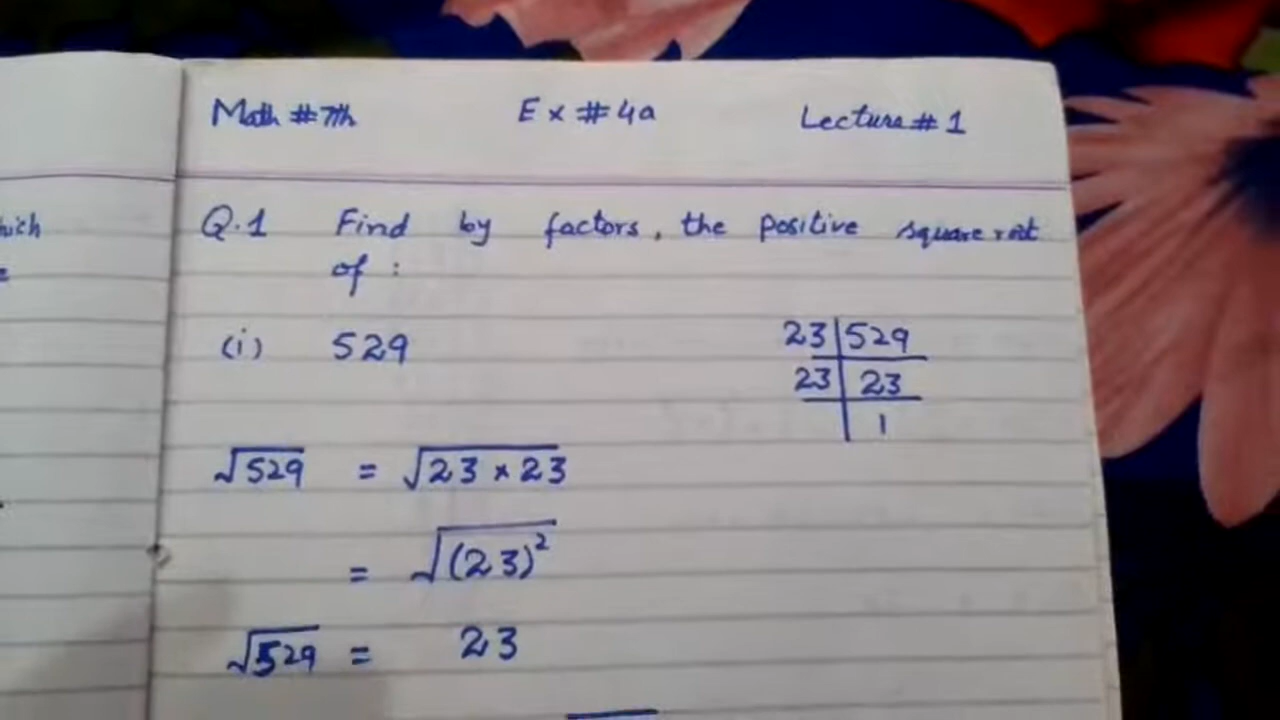 Math # 7th Ex # 4a Lecture # 1
Q.1 Find by factors, the positive square root
of :
(i) 529
23 | 529
23 | 23
1
√529 = √23 × 23
= √(23)²
√529 = 23